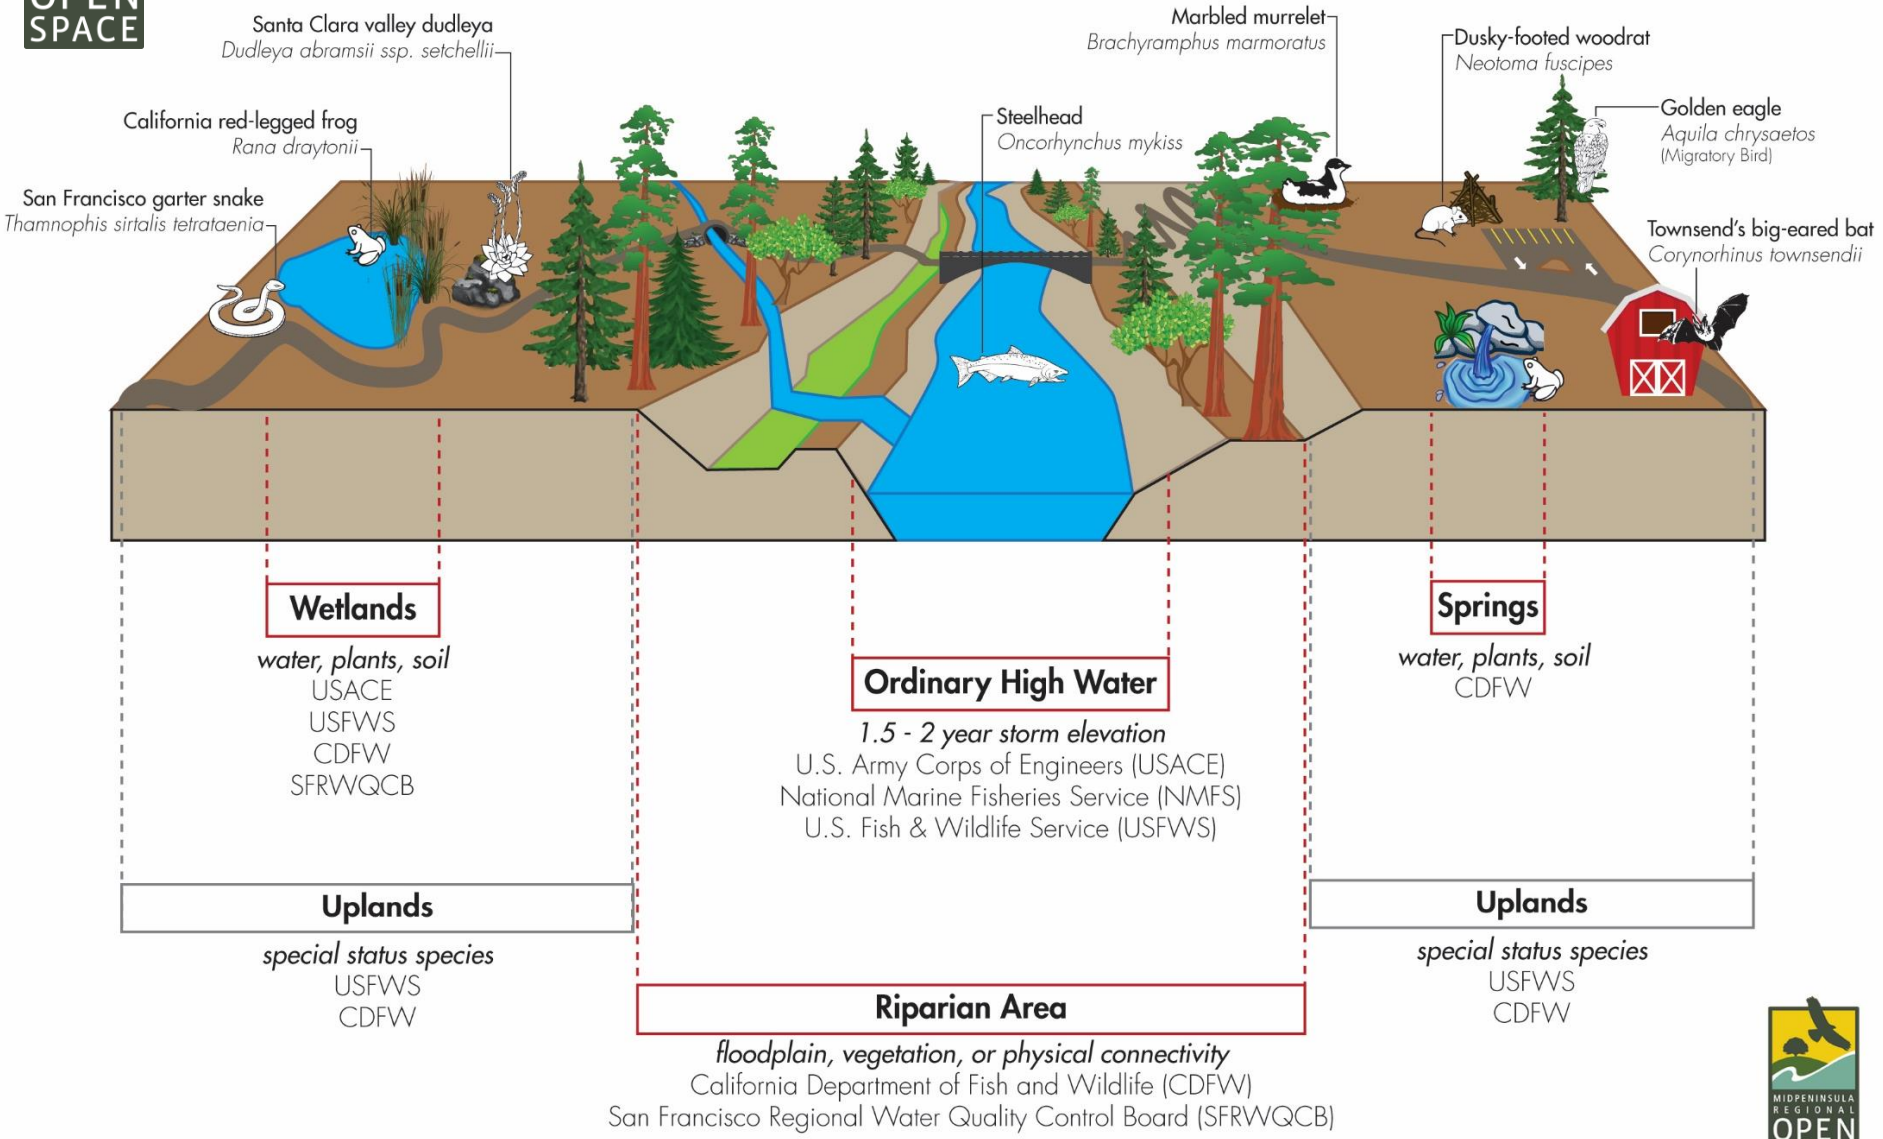 OPEN
SPACE
Santa Clara valley dudleya
Dudleya abramsii ssp. setchellii
California red-legged frog
Rana draytonii
San Francisco garter snake
Thamnophis sirtalis tetrataenia
Steelhead
Oncorhynchus mykiss
Marbled murrelet
Brachyramphus marmoratus
Dusky-footed woodrat
Neotoma fuscipes
Golden eagle
Aquila chrysaetos
(Migratory Bird)
Townsend's big-eared bat
Corynorhinus townsendii
Wetlands
water, plants, soil
USACE
USFWS
CDFW
SFRWQCB
Ordinary High Water
1.5 - 2 year storm elevation
U.S. Army Corps of Engineers (USACE)
National Marine Fisheries Service (NMFS)
U.S. Fish & Wildlife Service (USFWS)
Springs
water, plants, soil
CDFW
Uplands
special status species
USFWS
CDFW
Riparian Area
floodplain, vegetation, or physical connectivity
California Department of Fish and Wildlife (CDFW)
San Francisco Regional Water Quality Control Board (SFRWQCB)
Uplands
special status species
USFWS
CDFW
MIDPENINSULA
REGIONAL
OPEN